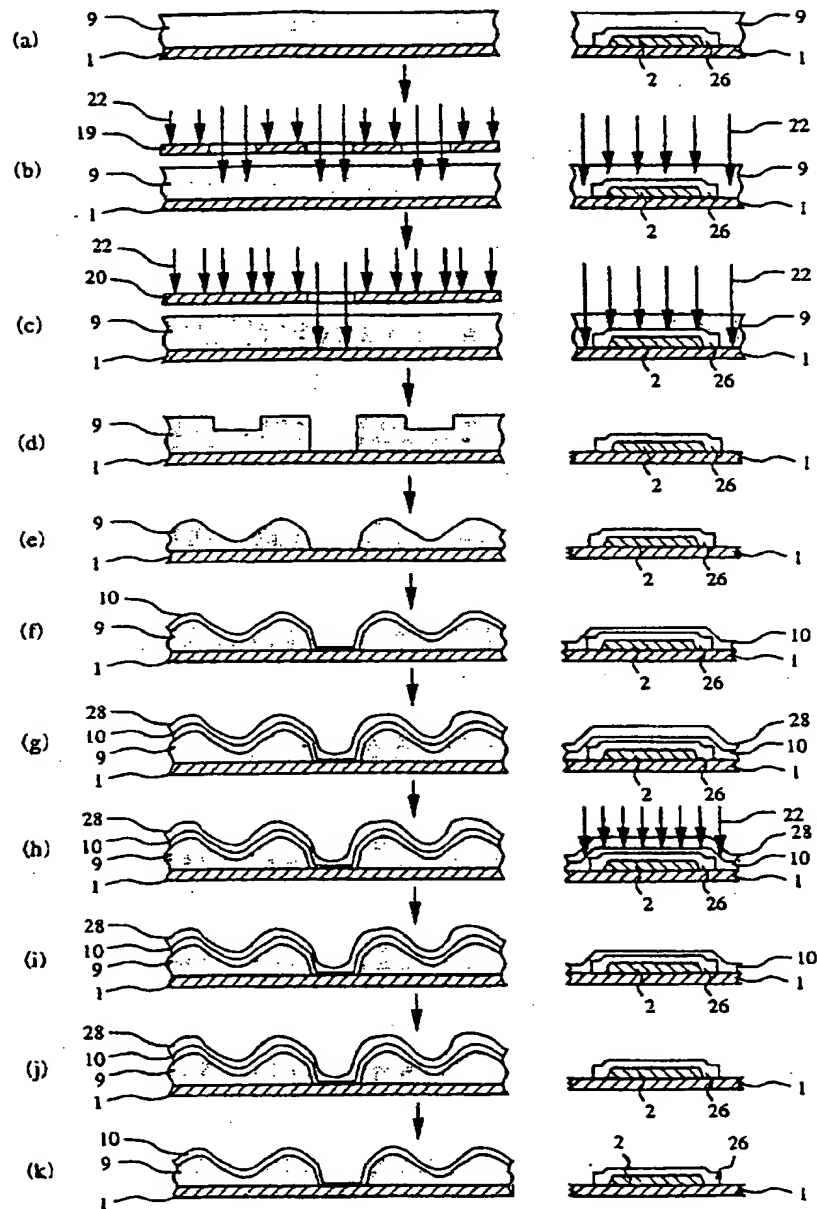 (a) 9 1 9 1 2 26
(b) 22 19 9 1 22 9 1 2 26
(c) 22 20 9 1 22 9 1 2 26
(d) 9 1 1 2 26
(e) 9 1 1 2 26
(f) 10 9 1 10 1 2 26
(g) 28 10 9 1 28 10 1 2 26
(h) 28 10 9 1 22 28 10 1 2 26
(i) 28 10 9 1 10 1 2 26
(j) 28 10 9 1 1 2 26
(k) 10 9 1 2 26 1